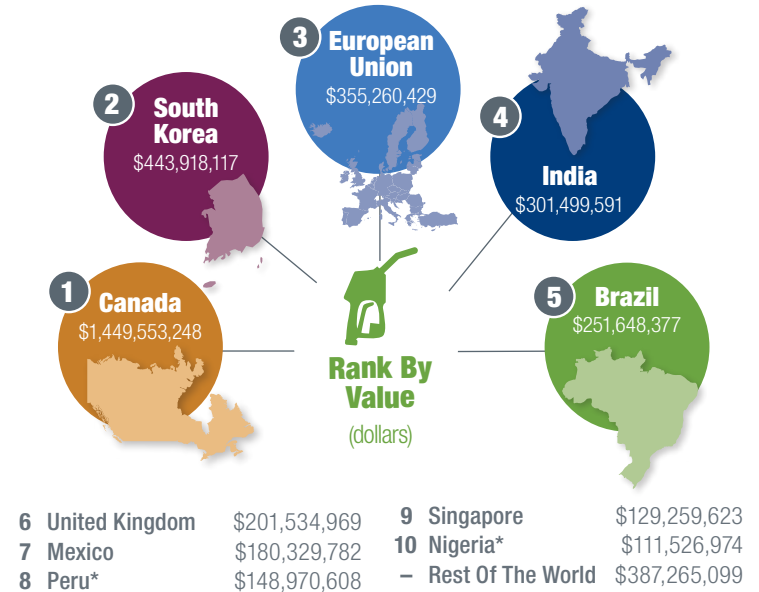 1
Canada
$1,449,553,248
2
South
Korea
$443,918,117
3
European
Union
$355,260,429
4
India
$301,499,591
5
Brazil
$251,648,377
Rank By
Value
(dollars)
6 United Kingdom $201,534,969
7 Mexico $180,329,782
8 Peru* $148,970,608
9 Singapore $129,259,623
10 Nigeria* $111,526,974
– Rest Of The World $387,265,099